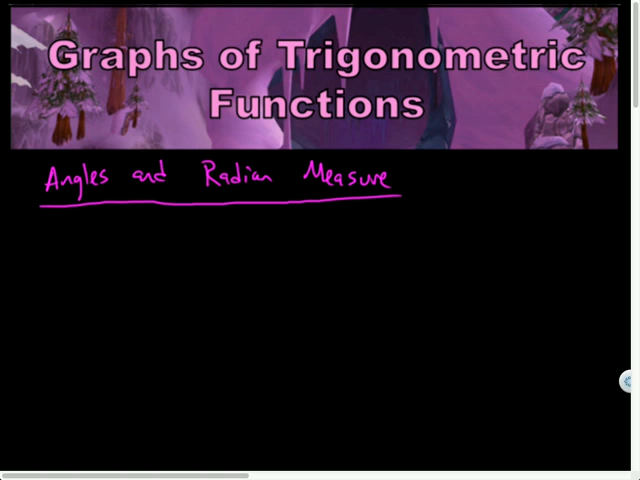 Graphs of Trigonometric
Functions
Angles and Radian Measure